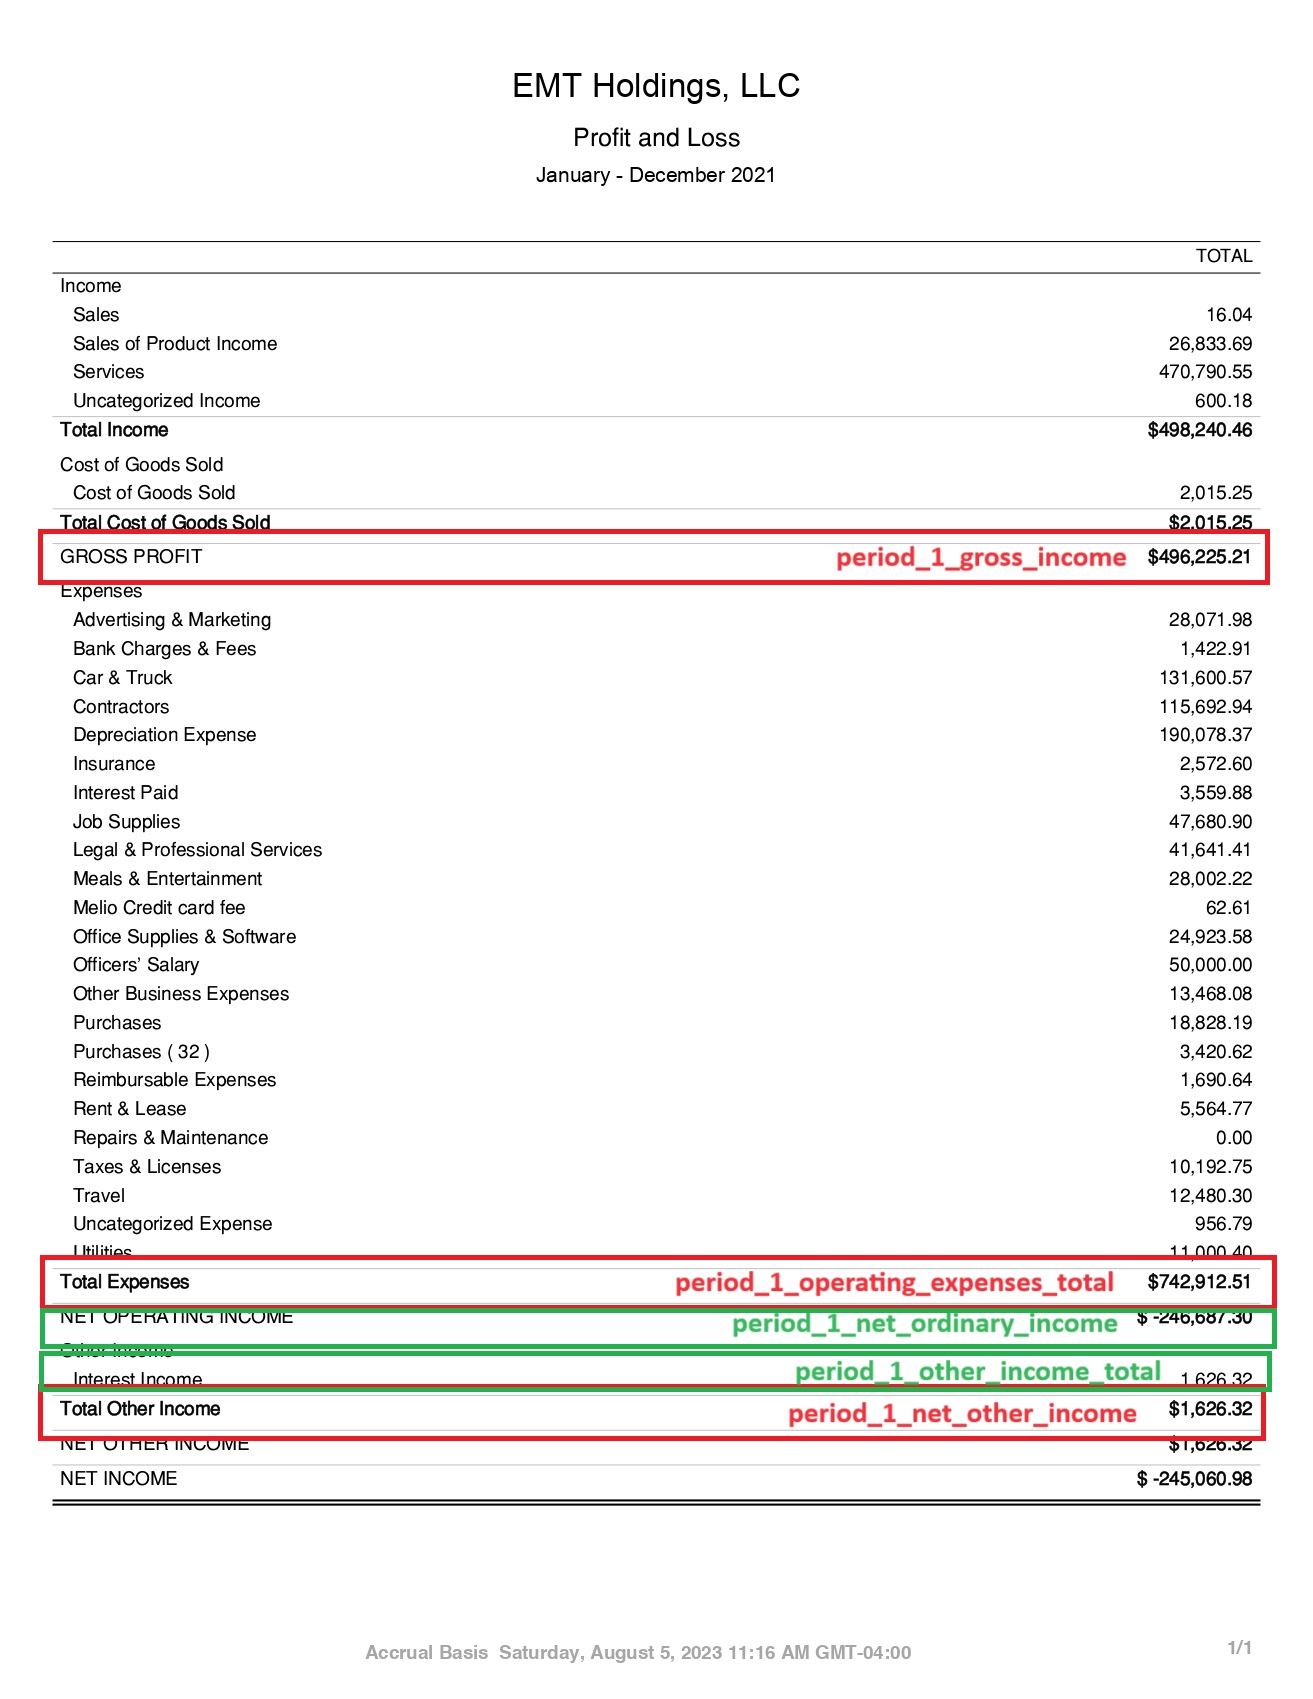 EMT Holdings, LLC
Profit and Loss
January - December 2021
TOTAL
Income
Sales 16.04
Sales of Product Income 26,833.69
Services 470,790.55
Uncategorized Income 600.18
Total Income $498,240.46
Cost of Goods Sold
Cost of Goods Sold 2,015.25
Total Cost of Goods Sold $2,015.25
GROSS PROFIT period_1_gross_income $496,225.21
Expenses
Advertising & Marketing 28,071.98
Bank Charges & Fees 1,422.91
Car & Truck 131,600.57
Contractors 115,692.94
Depreciation Expense 190,078.37
Insurance 2,572.60
Interest Paid 3,559.88
Job Supplies 47,680.90
Legal & Professional Services 41,641.41
Meals & Entertainment 28,002.22
Melio Credit card fee 62.61
Office Supplies & Software 24,923.58
Officers’ Salary 50,000.00
Other Business Expenses 13,468.08
Purchases 18,828.19
Purchases ( 32 ) 3,420.62
Reimbursable Expenses 1,690.64
Rent & Lease 5,564.77
Repairs & Maintenance 0.00
Taxes & Licenses 10,192.75
Travel 12,480.30
Uncategorized Expense 956.79
Utilities 11,000.40
Total Expenses period_1_operating_expenses_total $742,912.51
NET OPERATING INCOME period_1_net_ordinary_income $ -246,687.30
Other Income
Interest Income period_1_other_income_total 1,626.32
Total Other Income period_1_net_other_income $1,626.32
NET OTHER INCOME $1,626.32
NET INCOME $ -245,060.98
Accrual Basis Saturday, August 5, 2023 11:16 AM GMT-04:00 1/1